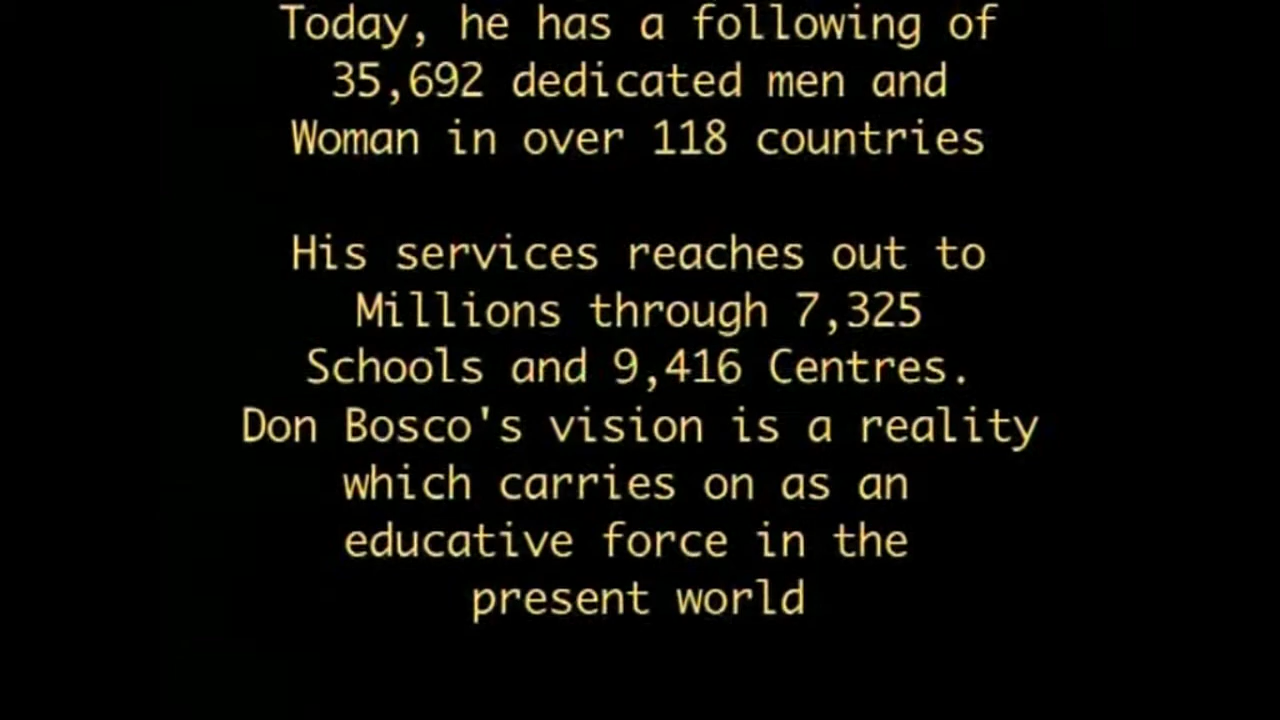 Today, he has a following of
35,692 dedicated men and
Woman in over 118 countries
His services reaches out to
Millions through 7,325
Schools and 9,416 Centres.
Don Bosco's vision is a reality
which carries on as an
educative force in the
present world